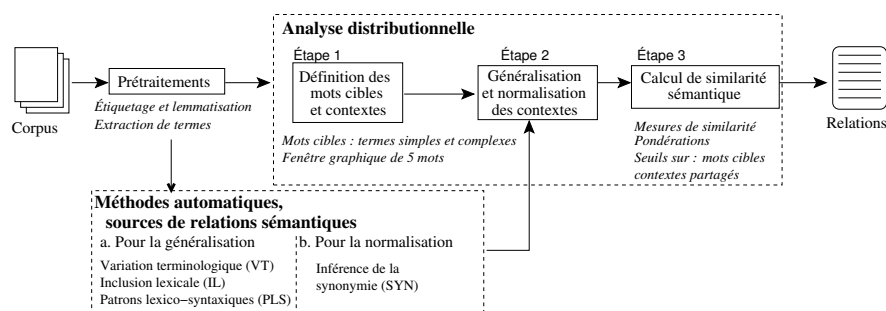 Analyse distributionnelle
Étape 1
Étape 2
Étape 3
Corpus
Prétraitements
Étiquetage et lemmatisation
Extraction de termes
Définition des
mots cibles
et contextes
Mots cibles : termes simples et complexes
Fenêtre graphique de 5 mots
Généralisation
et normalisation
des contextes
Calcul de similarité
sémantique
Mesures de similarité
Pondérations
Seuils sur : mots cibles
contextes partagés
Relations
Méthodes automatiques,
sources de relations sémantiques
a. Pour la généralisation
Variation terminologique (VT)
Inclusion lexicale (IL)
Patrons lexico−syntaxiques (PLS)
b. Pour la normalisation
Inférence de la
synonymie (SYN)